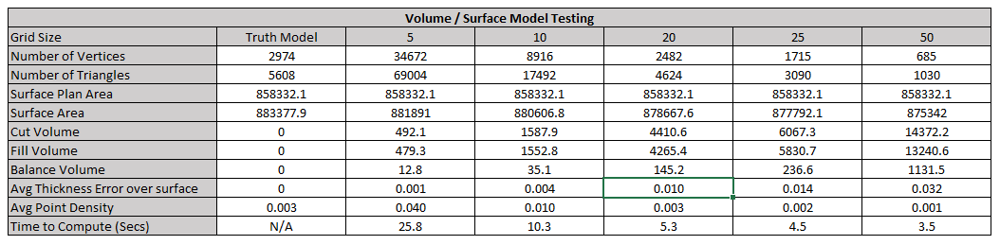 Volume / Surface Model Testing
Grid Size Truth Model 5 10 20 25 50
Number of Vertices 2974 34672 8916 2482 1715 685
Number of Triangles 5608 69004 17492 4624 3090 1030
Surface Plan Area 858332.1 858332.1 858332.1 858332.1 858332.1 858332.1
Surface Area 883377.9 881891 880606.8 878667.6 877792.1 875342
Cut Volume 0 492.1 1587.9 4410.6 6067.3 14372.2
Fill Volume 0 479.3 1552.8 4265.4 5830.7 13240.6
Balance Volume 0 12.8 35.1 145.2 236.6 1131.5
Avg Thickness Error over surface 0 0.001 0.004 0.010 0.014 0.032
Avg Point Density 0.003 0.040 0.010 0.003 0.002 0.001
Time to Compute (Secs) N/A 25.8 10.3 5.3 4.5 3.5